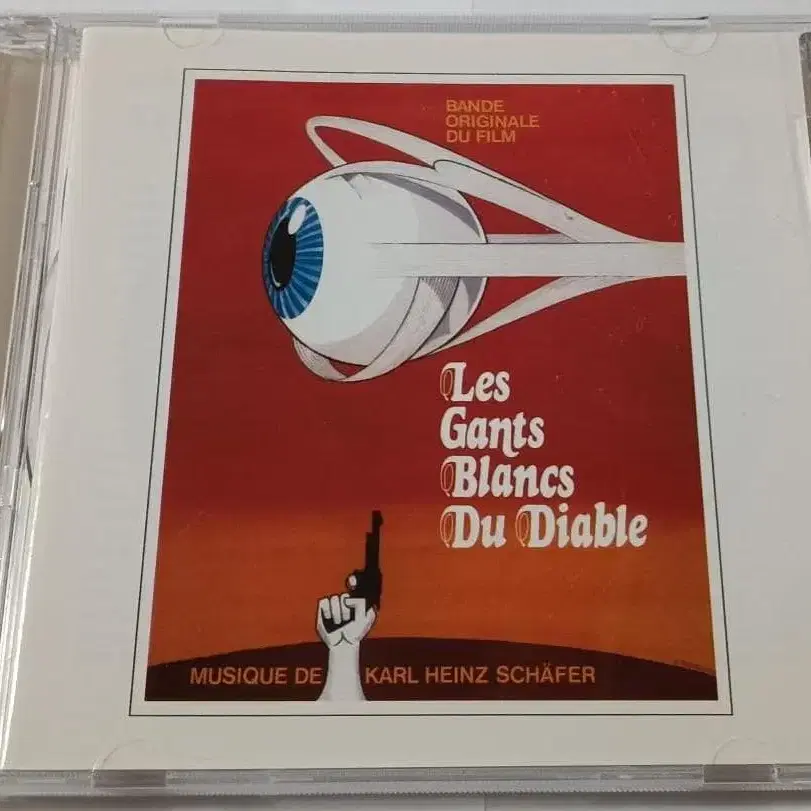 BANDE
ORIGINALE
DU FILM
Les
Gants
Blancs
Du Diable
MUSIQUE DE KARL HEINZ SCHÄFER